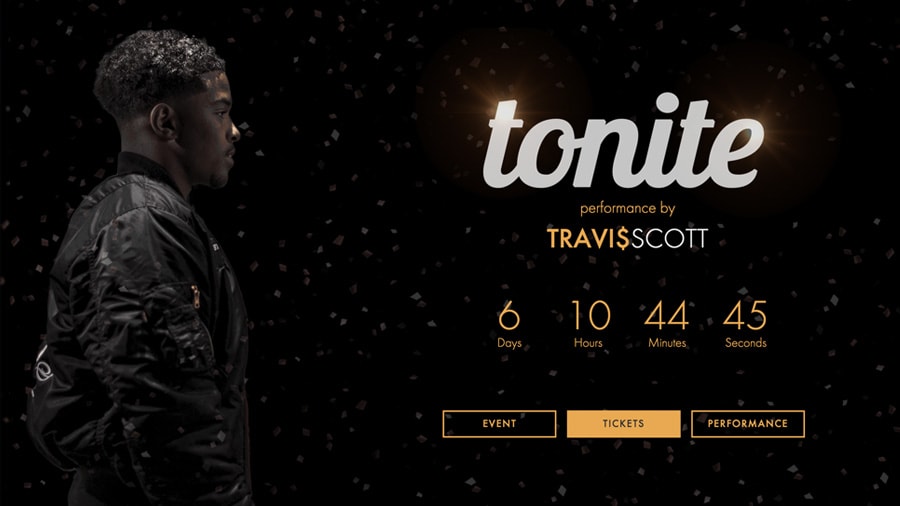 tonite
performance by
TRAVI$SCOTT
6 10 44 45
Days Hours Minutes Seconds
EVENT TICKETS PERFORMANCE